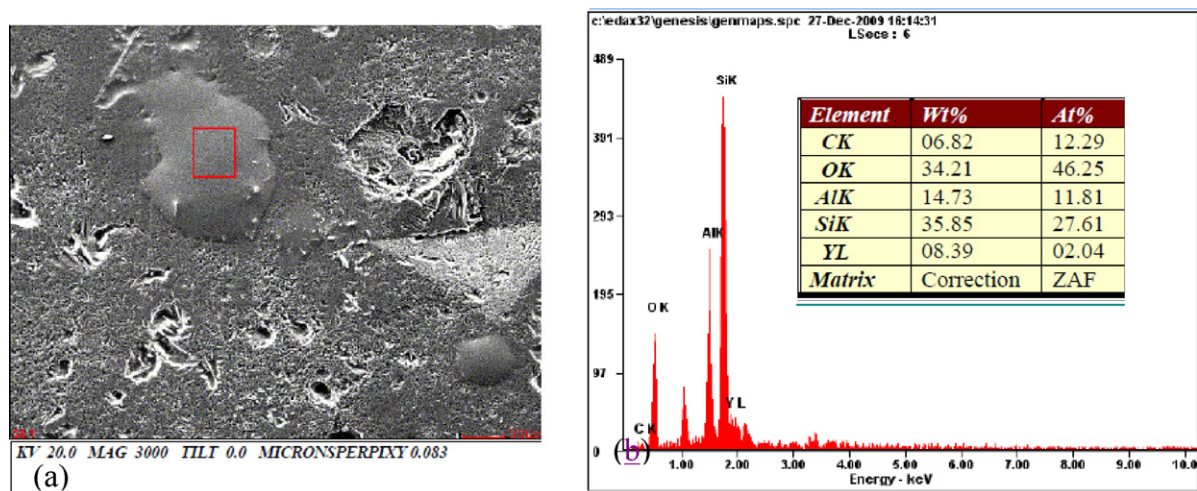 KV 20.0 MAG 3000 TILT 0.0 MICRONSPERPIXY 0.083
(a)
c:\edax32\genesis\genmaps.spc 27-Dec-2009 16:14:31
LSecs : 6
489
391
293
195
97
0
SiK
AlK
O K
Y L
C K
(b)
1.00 2.00 3.00 4.00 5.00 6.00 7.00 8.00 9.00 10.0
Energy - keV
Element Wt% At%
CK 06.82 12.29
OK 34.21 46.25
AlK 14.73 11.81
SiK 35.85 27.61
YL 08.39 02.04
Matrix Correction ZAF